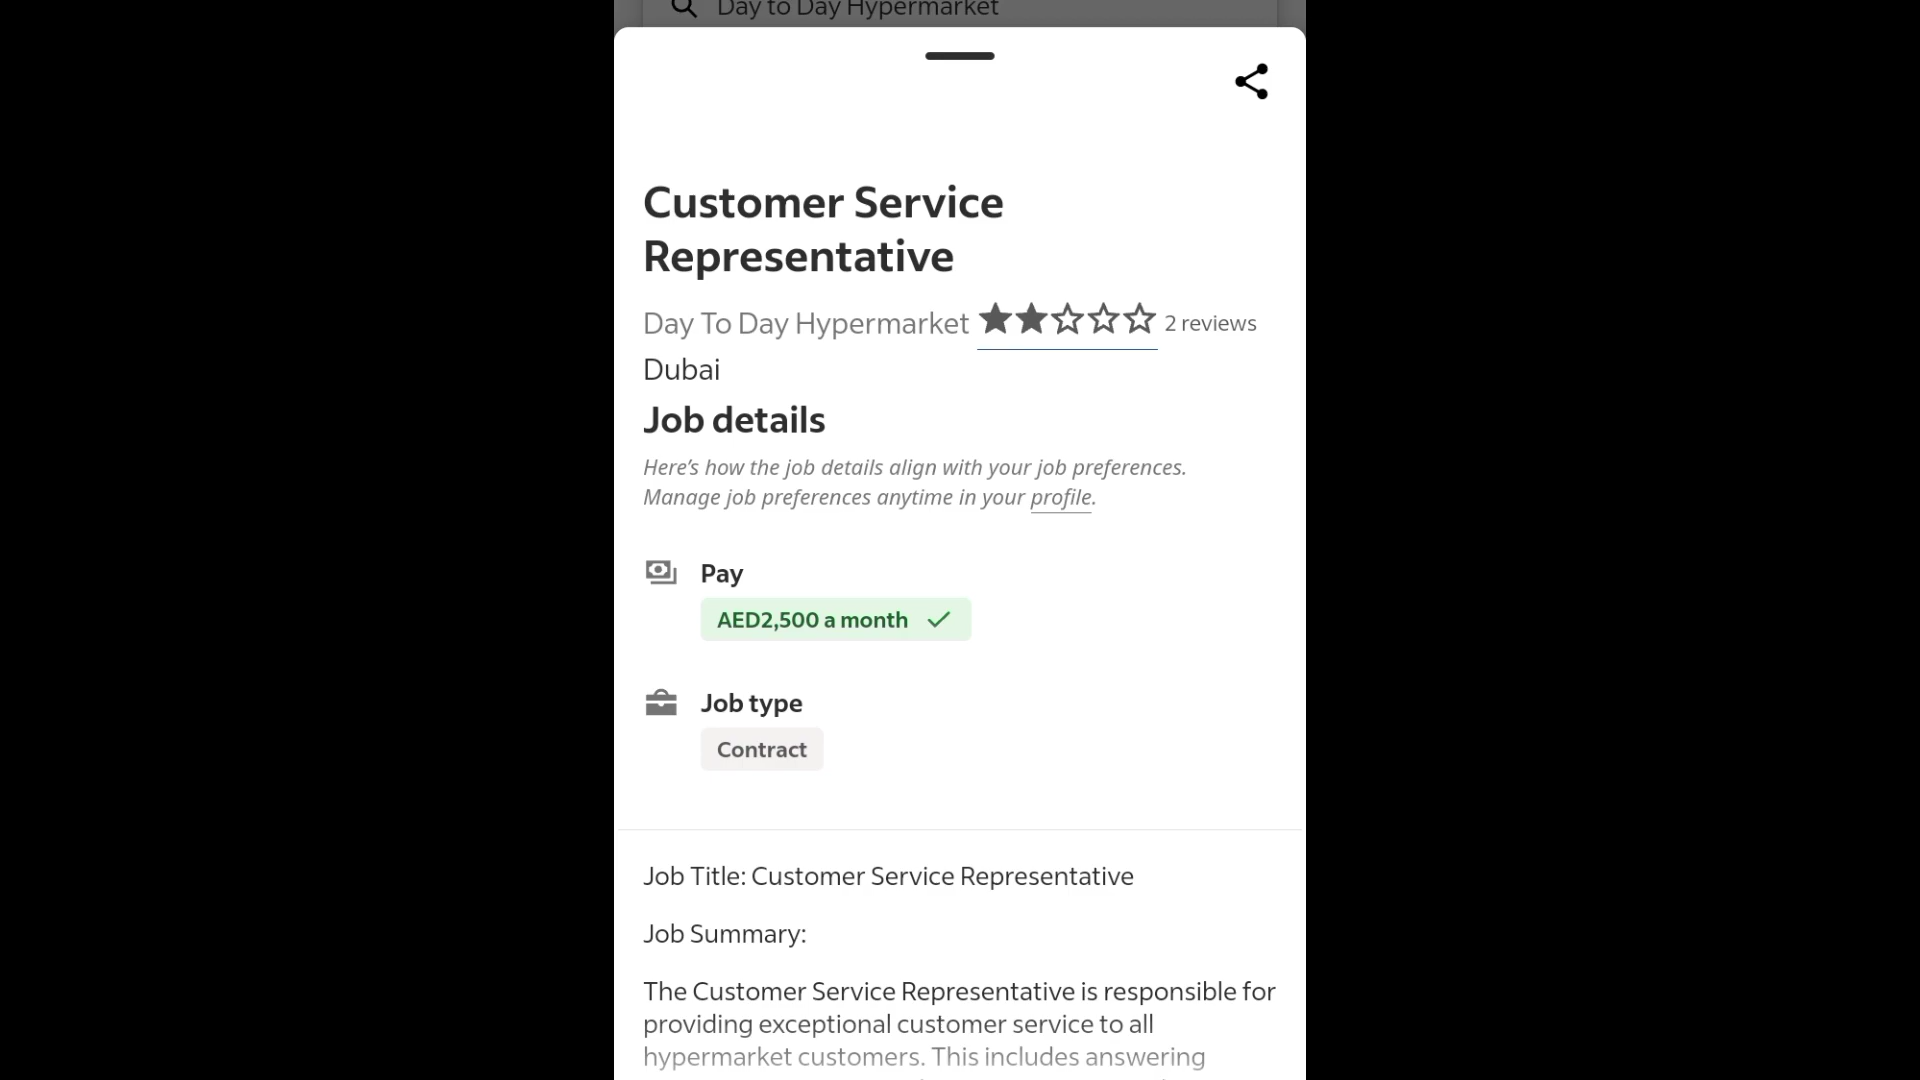 Day to Day Hypermarket
Customer Service
Representative
Day To Day Hypermarket 2 reviews
Dubai
Job details
Here's how the job details align with your job preferences.
Manage job preferences anytime in your profile.
Pay
AED2,500 a month
Job type
Contract
Job Title: Customer Service Representative
Job Summary:
The Customer Service Representative is responsible for
providing exceptional customer service to all
hypermarket customers. This includes answering